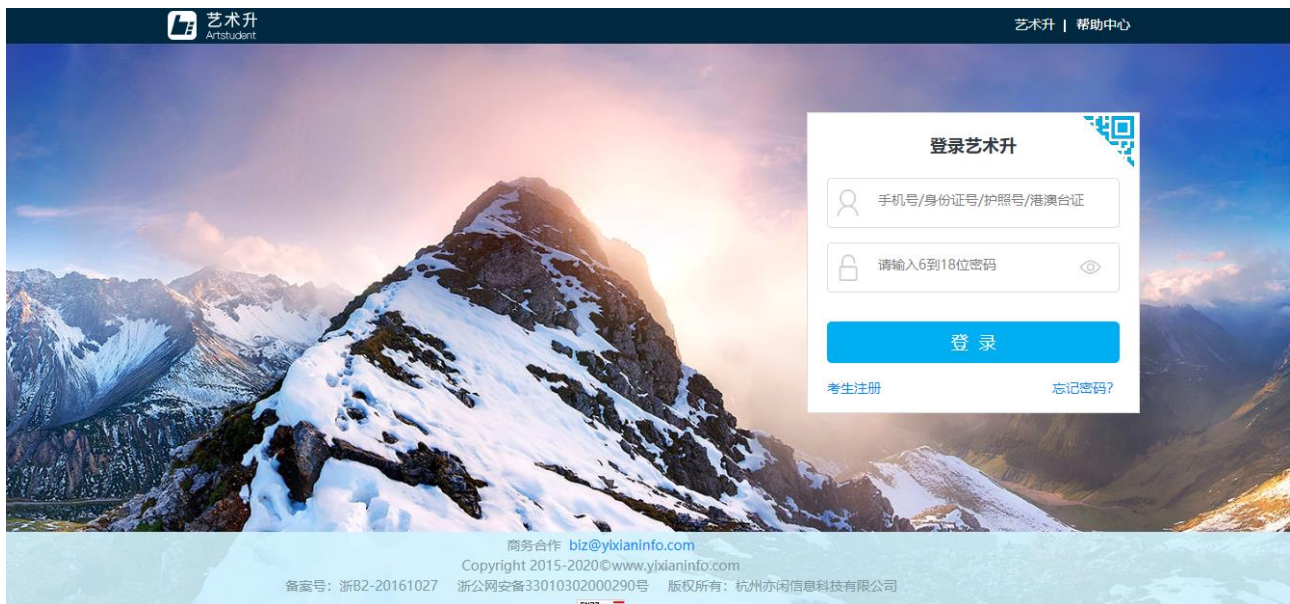 艺术升
Artstudent
艺术升 | 帮助中心
登录艺术升
手机号/身份证号/护照号/港澳台证
请输入6到18位密码
登 录
考生注册 忘记密码?
商务合作 biz@yixianinfo.com
Copyright 2015-2020©www.yixianinfo.com
备案号：浙B2-20161027 浙公网安备33010302000290号 版权所有：杭州亦闲信息科技有限公司